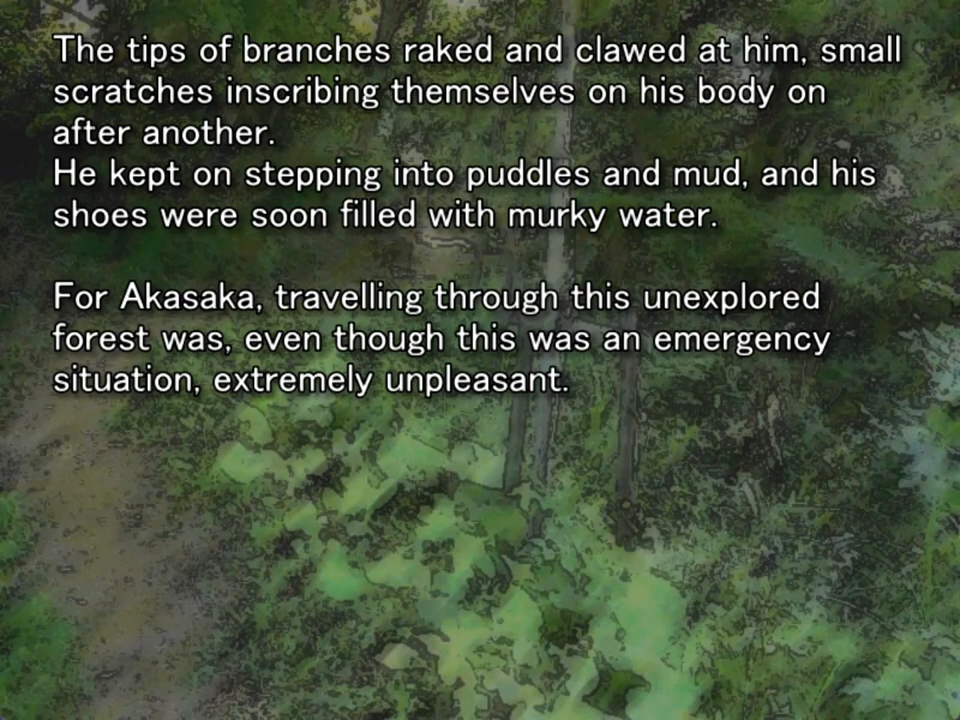 The tips of branches raked and clawed at him, small
scratches inscribing themselves on his body on
after another.
He kept on stepping into puddles and mud, and his
shoes were soon filled with murky water.
For Akasaka, travelling through this unexplored
forest was, even though this was an emergency
situation, extremely unpleasant.